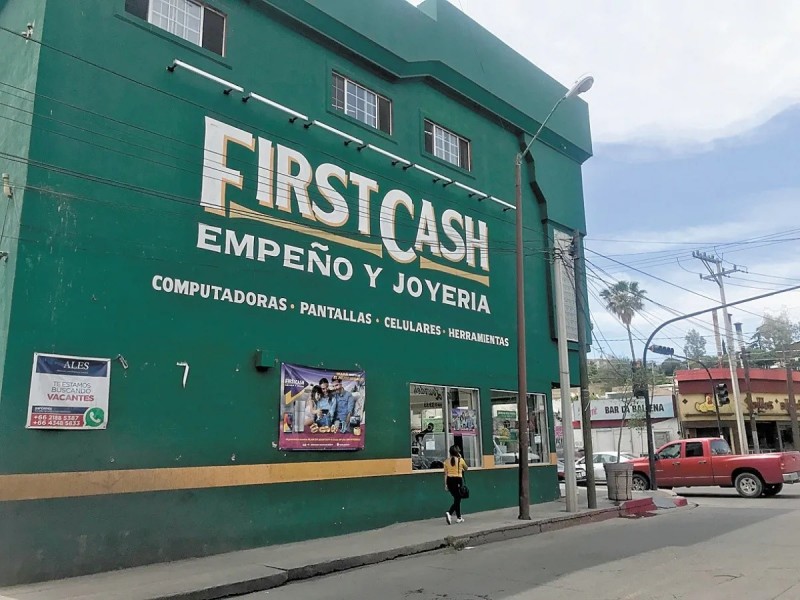 FIRSTCASH
EMPEÑO Y JOYERIA
COMPUTADORAS · PANTALLAS · CELULARES · HERRAMIENTAS
ALES
TE ESTAMOS
BUSCANDO
VACANTES
BAR LA BALLENA